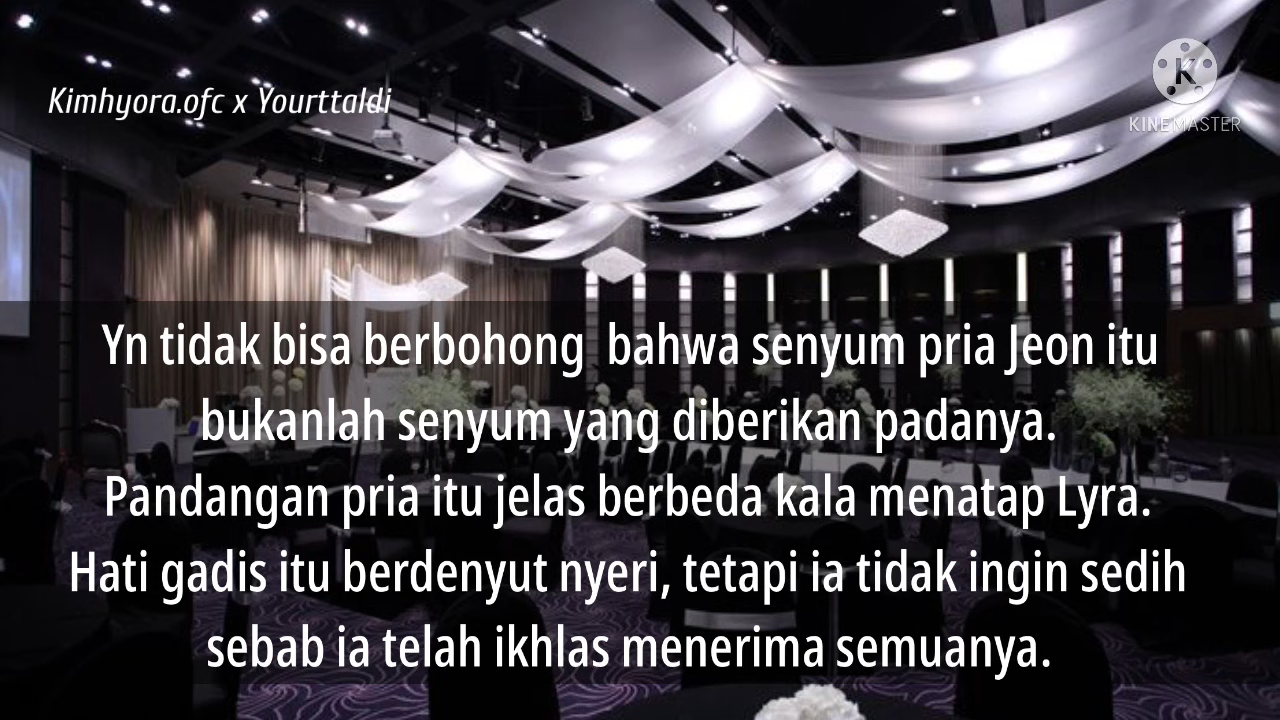 Kimhyora.ofc x Yourttaldi
KINEMASTER
Yn tidak bisa berbohong bahwa senyum pria Jeon itu
bukanlah senyum yang diberikan padanya.
Pandangan pria itu jelas berbeda kala menatap Lyra.
Hati gadis itu berdenyut nyeri, tetapi ia tidak ingin sedih
sebab ia telah ikhlas menerima semuanya.